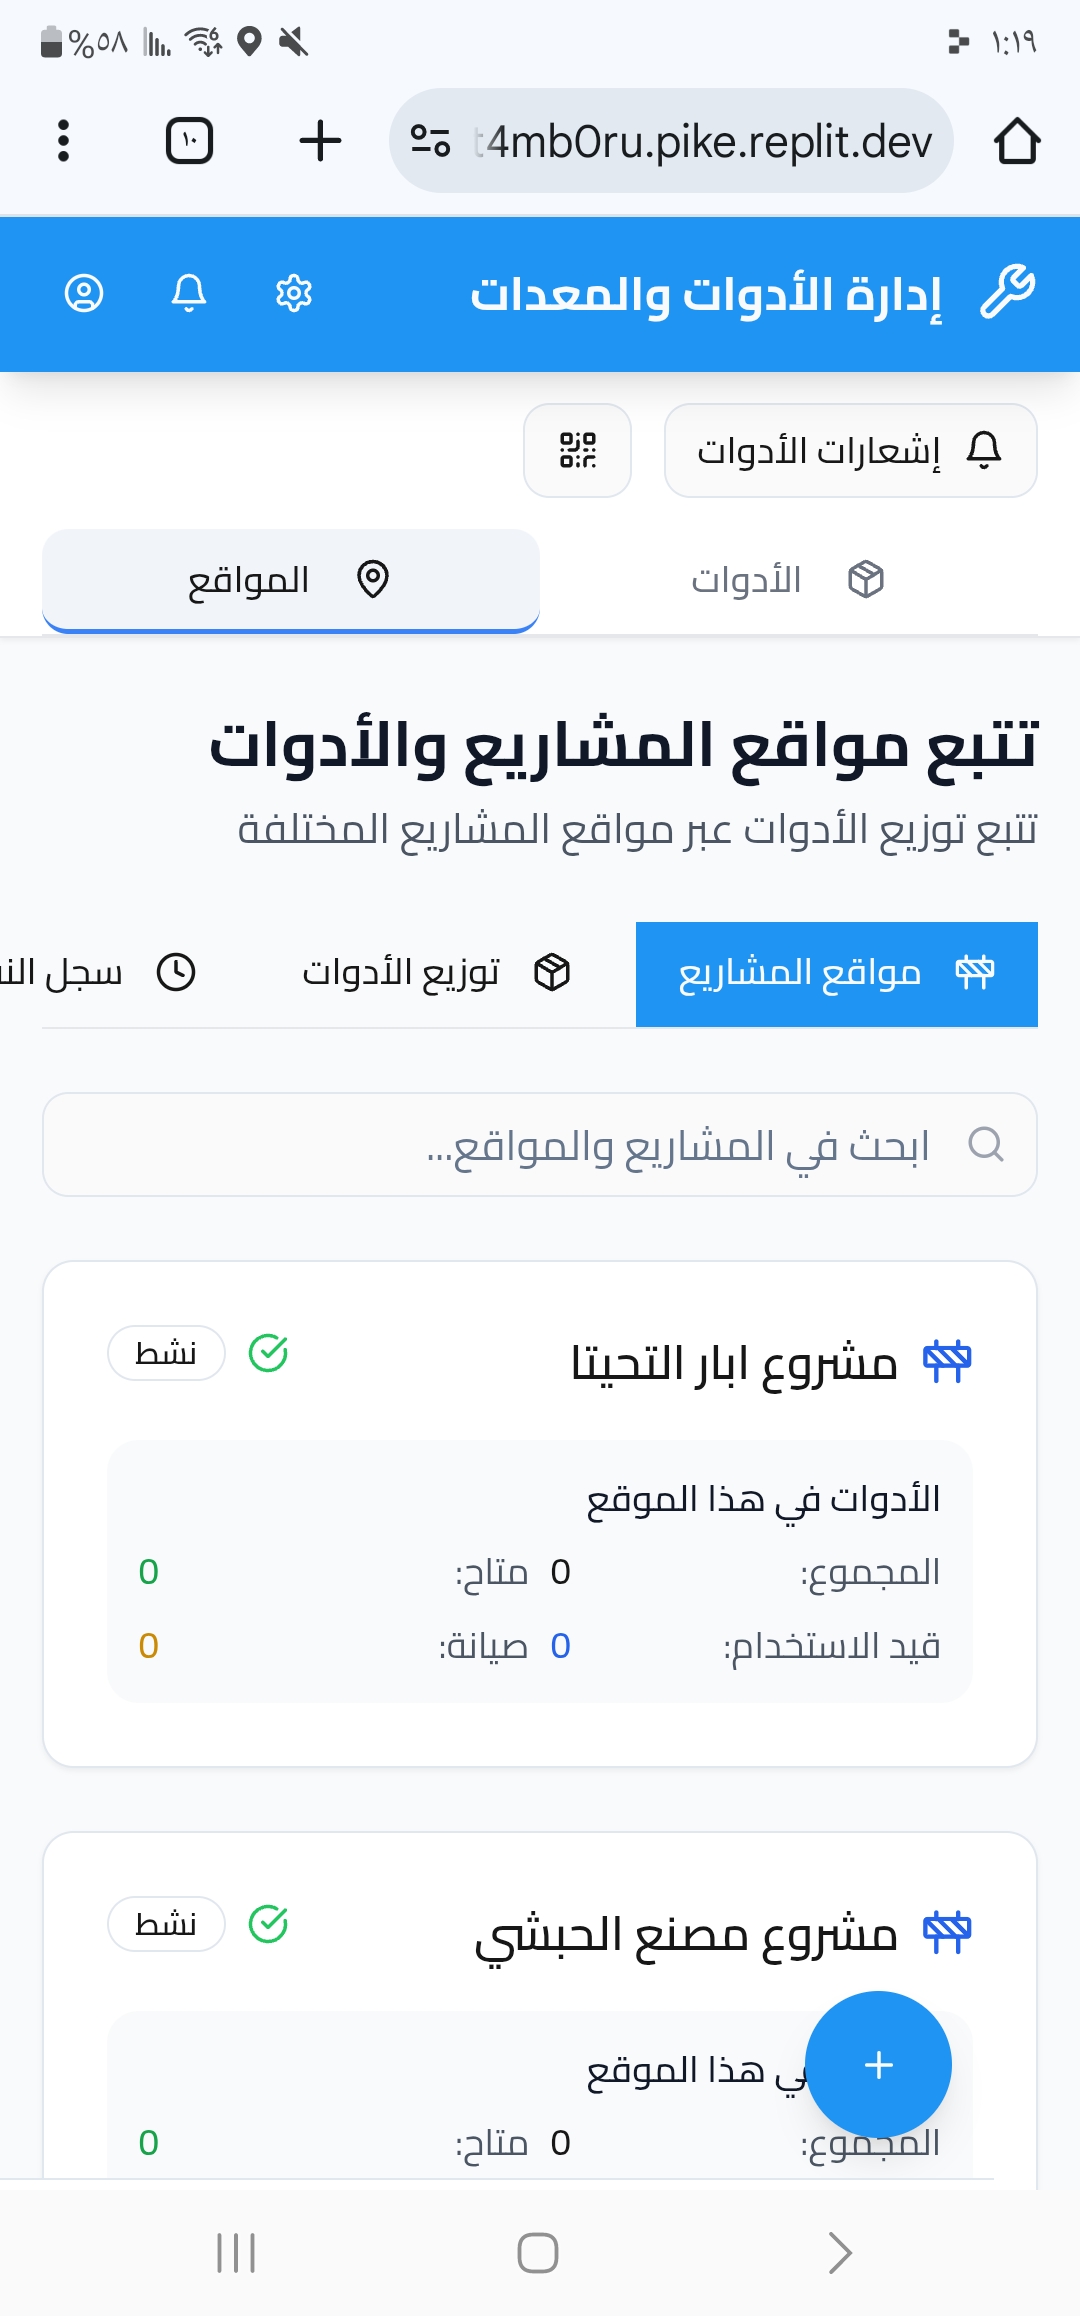 ١:١٩
٥٨%
t4mb0ru.pike.replit.dev
١٠
إدارة الأدوات والمعدات
إشعارات الأدوات
الأدوات
المواقع
تتبع مواقع المشاريع والأدوات
تتبع توزيع الأدوات عبر مواقع المشاريع المختلفة
مواقع المشاريع
توزيع الأدوات
سجل
ابحث في المشاريع والمواقع...
مشروع ابار التحيتا
نشط
الأدوات في هذا الموقع
المجموع: 0 متاح: 0
قيد الاستخدام: 0 صيانة: 0
مشروع مصنع الحبشي
نشط
في هذا الموقع
المجموع: 0 متاح: 0